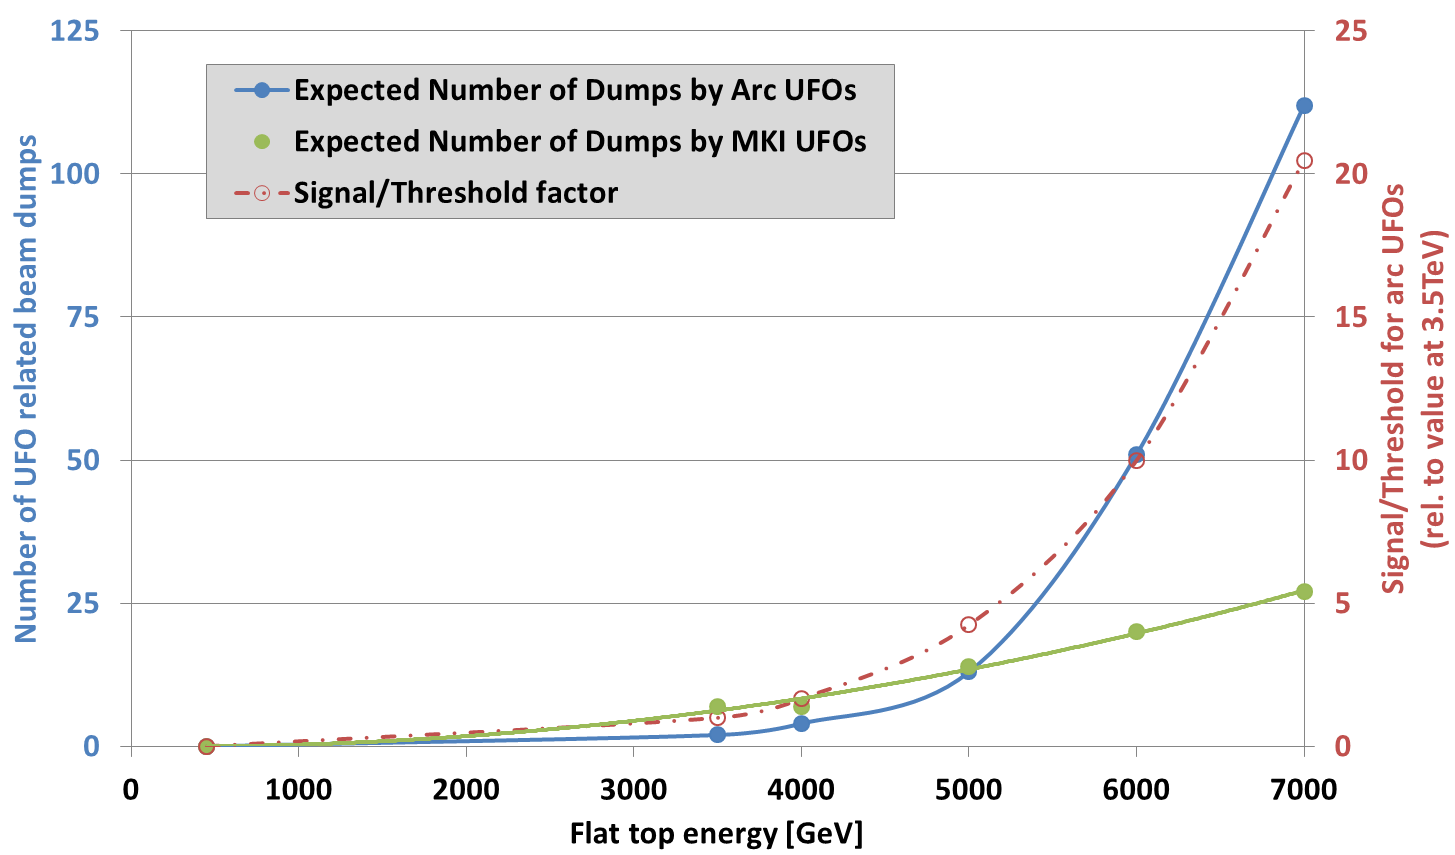 Number of UFO related beam dumps
125
100
75
50
25
0
Expected Number of Dumps by Arc UFOs
Expected Number of Dumps by MKI UFOs
Signal/Threshold factor
25
20
15
10
5
0
Signal/Threshold for arc UFOs
(rel. to value at 3.5TeV)
0 1000 2000 3000 4000 5000 6000 7000
Flat top energy [GeV]